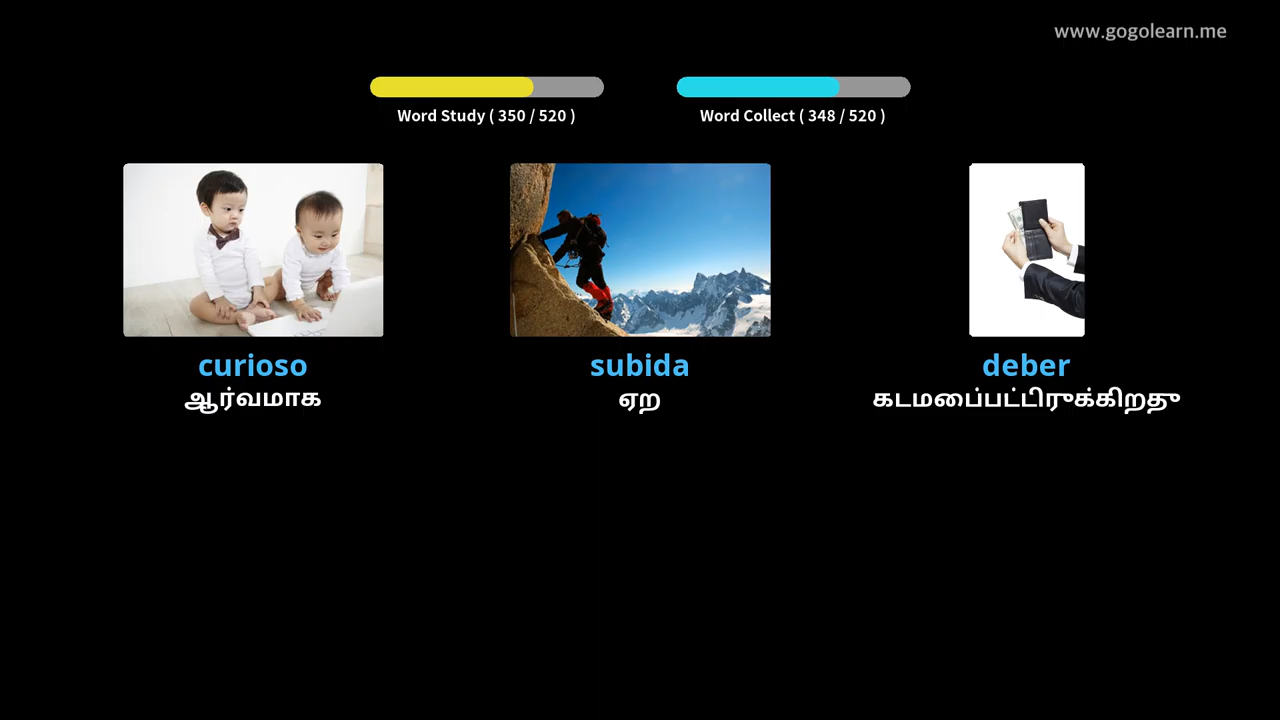 www.gogolearn.me
Word Study ( 350 / 520 )
Word Collect ( 348 / 520 )
curioso
subida
deber
ஆர்வமாக
ஏற
கடமைப்பட்டிருக்கிறது